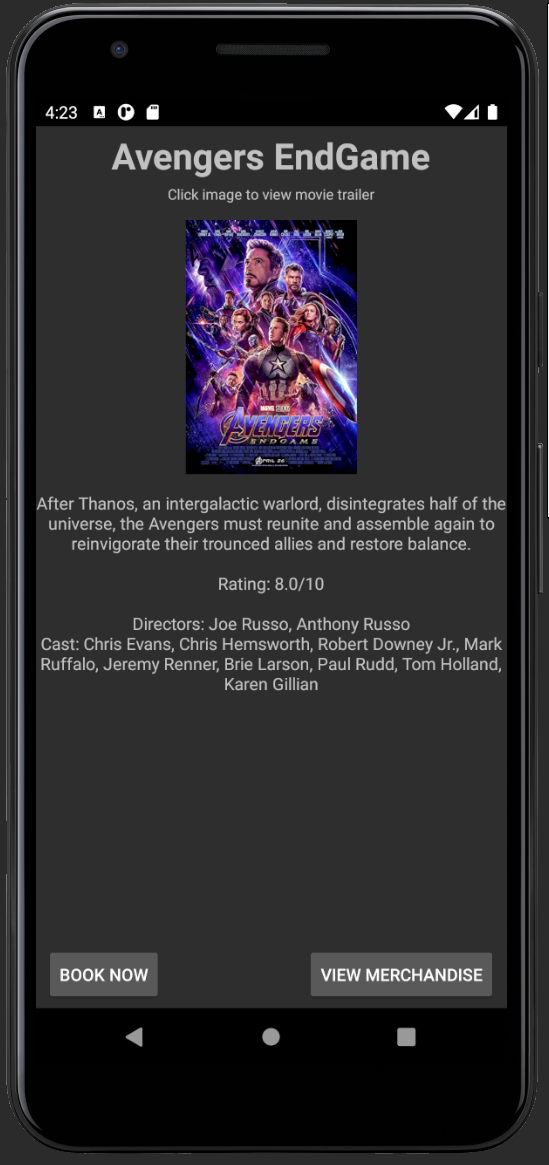 4:23
Avengers EndGame
Click image to view movie trailer
MARVEL STUDIOS
AVENGERS
ENDGAME
APRIL 26
After Thanos, an intergalactic warlord, disintegrates half of the
universe, the Avengers must reunite and assemble again to
reinvigorate their trounced allies and restore balance.
Rating: 8.0/10
Directors: Joe Russo, Anthony Russo
Cast: Chris Evans, Chris Hemsworth, Robert Downey Jr., Mark
Ruffalo, Jeremy Renner, Brie Larson, Paul Rudd, Tom Holland,
Karen Gillian
BOOK NOW
VIEW MERCHANDISE